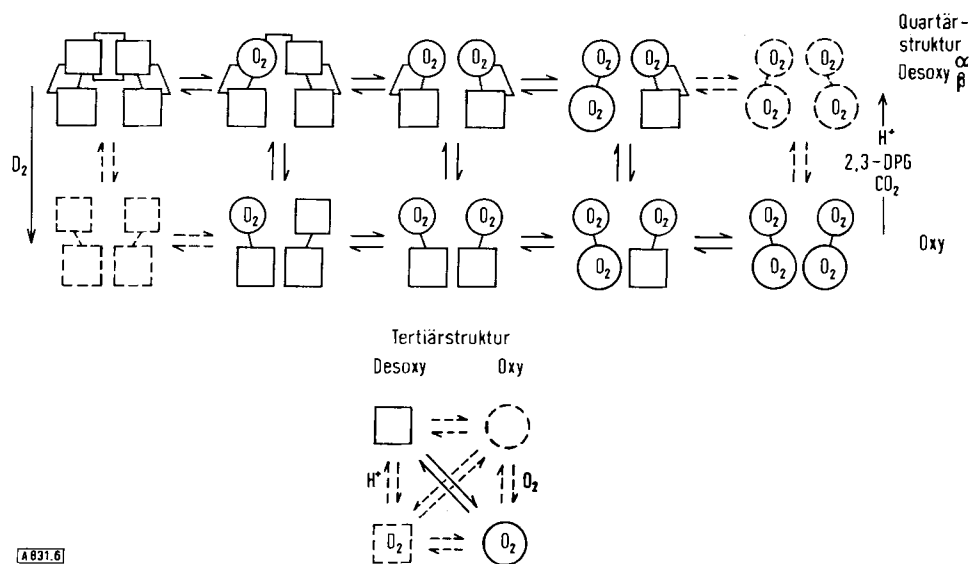 O₂
Quartär-
struktur
Desoxy α
β
O₂ O₂
O₂ O₂
O₂
O₂ O₂
O₂ O₂
D₂
H⁺
2,3-DPG
CO₂
O₂
O₂ O₂
O₂ O₂
O₂
O₂ O₂
O₂ O₂
Oxy
Tertiärstruktur
Desoxy Oxy
H⁺ O₂
O₂ O₂
A 831.6